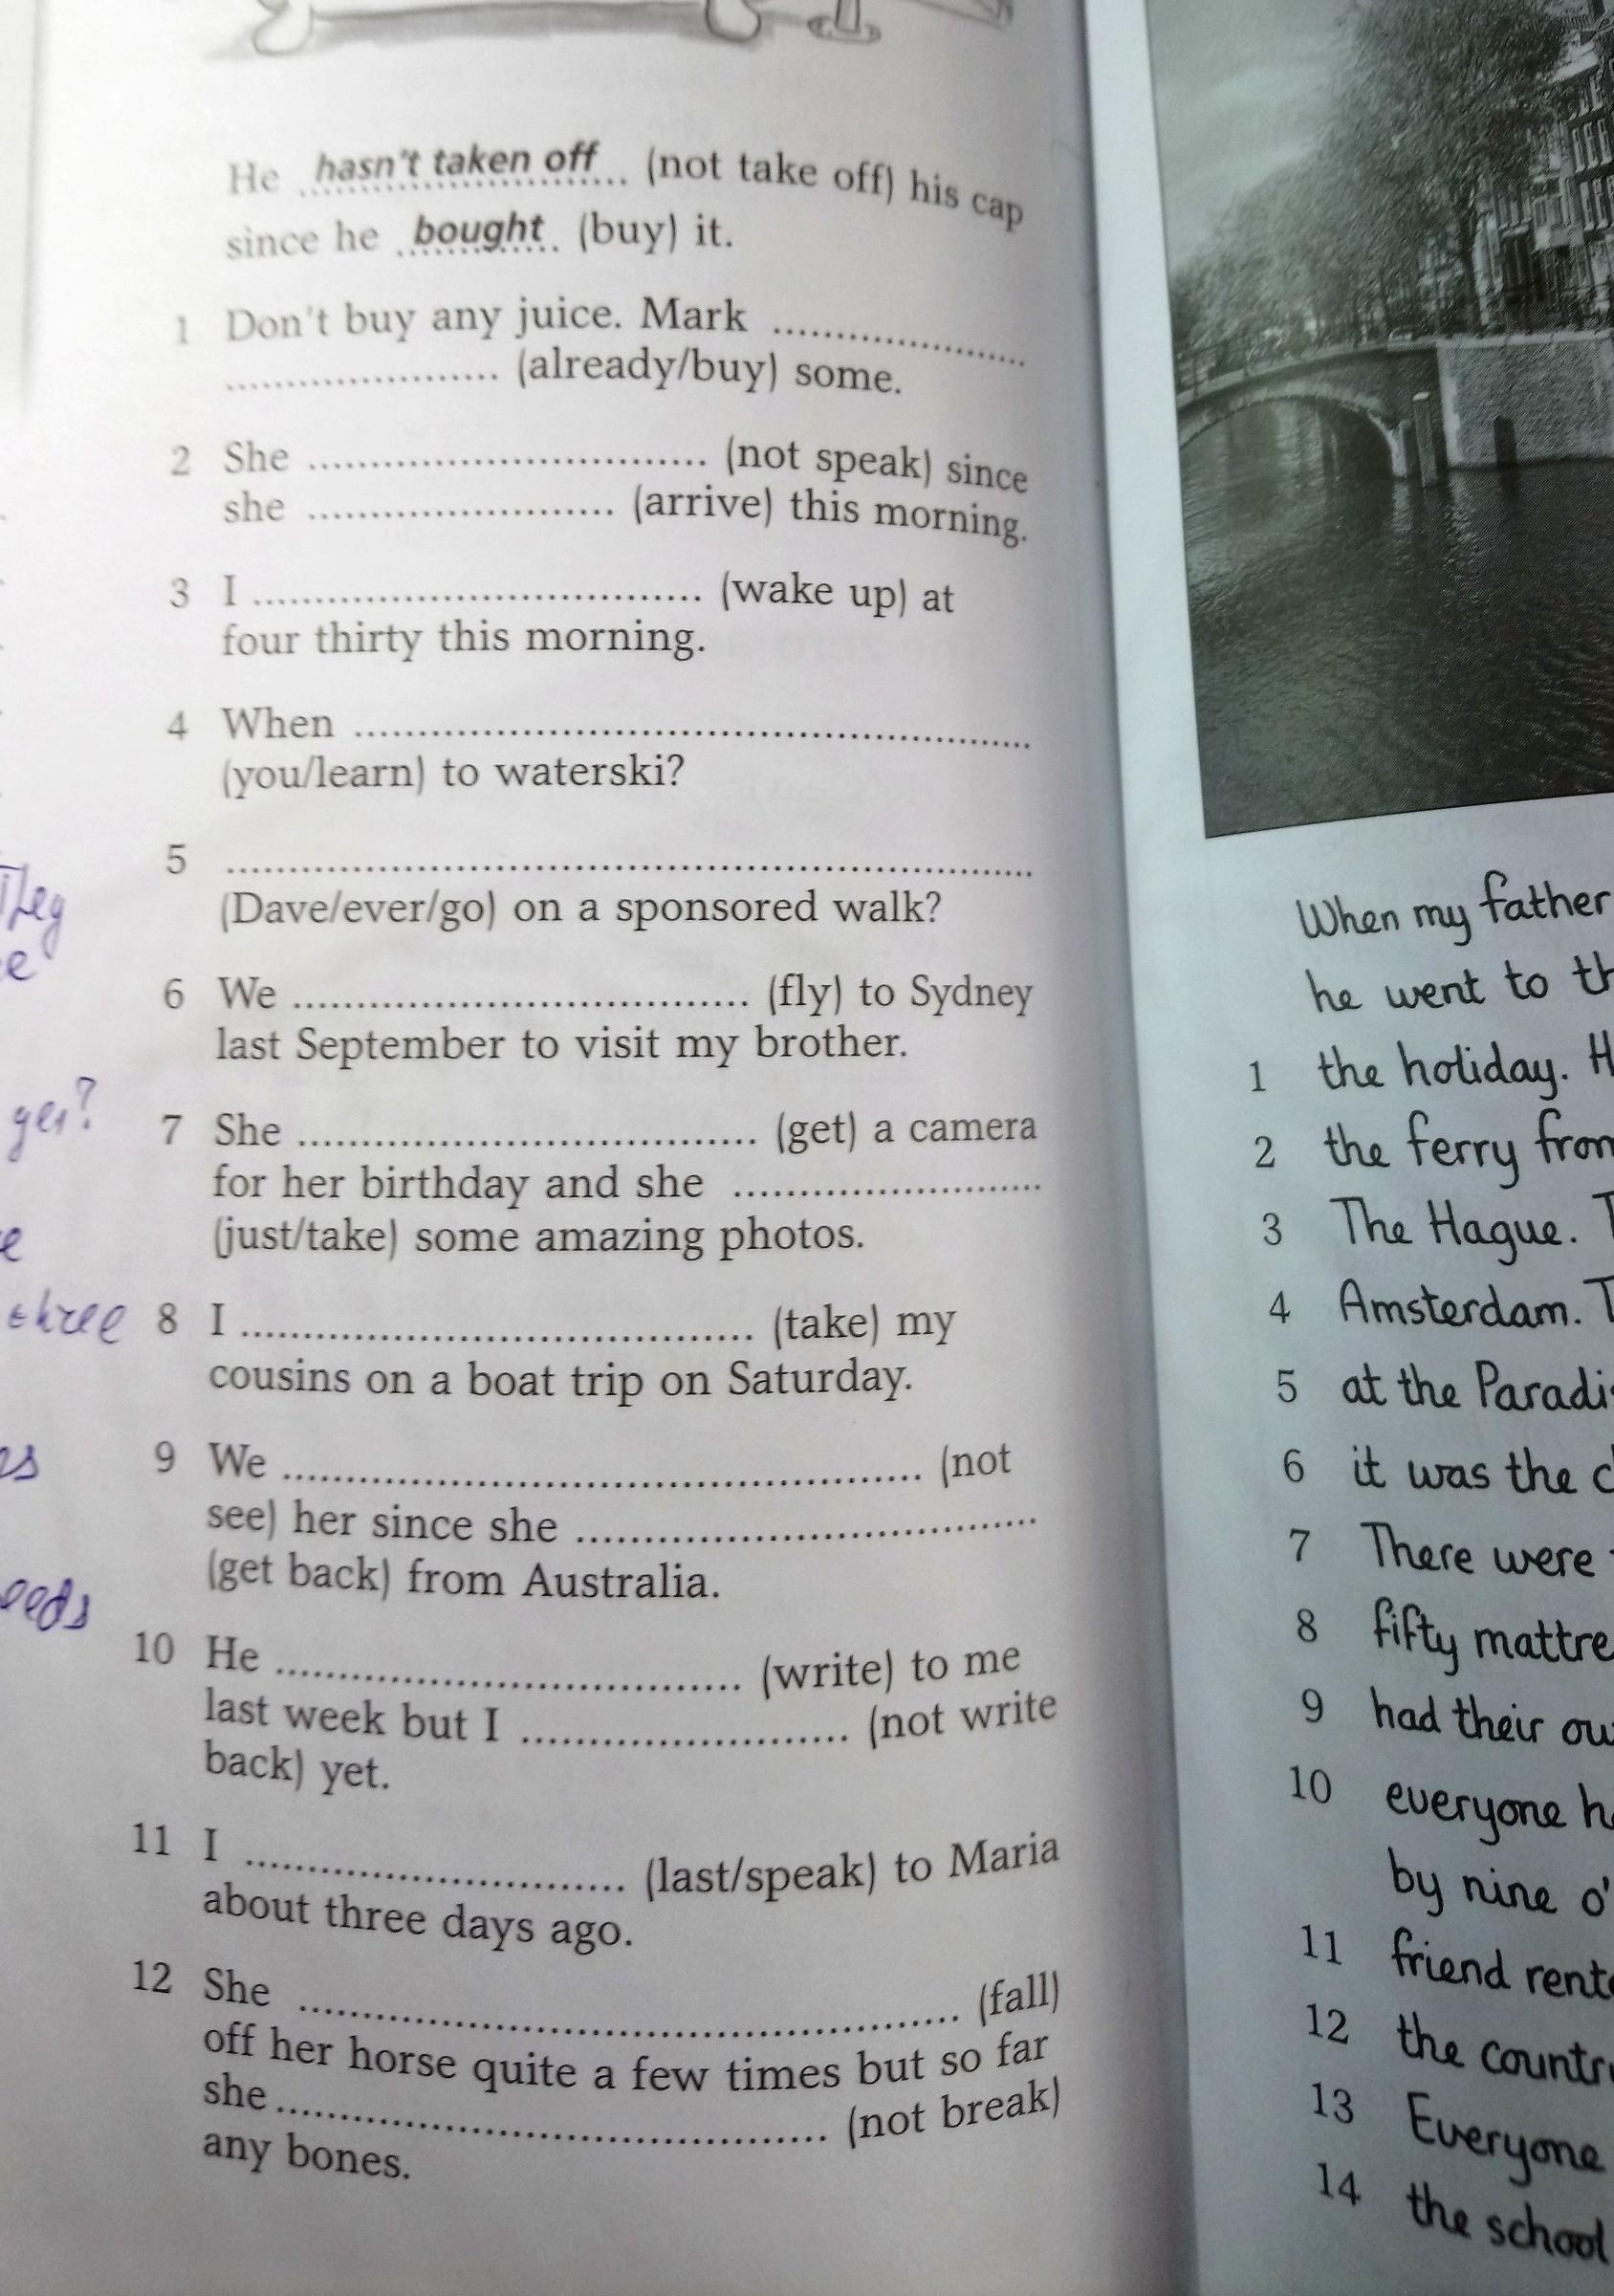 He hasn't taken off (not take off) his cap
since he bought (buy) it.
1 Don't buy any juice. Mark ........................
........................ (already/buy) some.
2 She ........................ (not speak) since
she ........................ (arrive) this morning.
3 I ........................ (wake up) at
four thirty this morning.
4 When ........................
(you/learn) to waterski?
5 ........................
(Dave/ever/go) on a sponsored walk?
6 We ........................ (fly) to Sydney
last September to visit my brother.
7 She ........................ (get) a camera
for her birthday and she ........................
(just/take) some amazing photos.
8 I ........................ (take) my
cousins on a boat trip on Saturday.
9 We ........................ (not
see) her since she ........................
(get back) from Australia.
10 He ........................ (write) to me
last week but I ........................ (not write
back) yet.
11 I ........................ (last/speak) to Maria
about three days ago.
12 She ........................ (fall)
off her horse quite a few times but so far
she ........................ (not break)
any bones.
They
three
When my father
he went to
1 the holiday.
2 the ferry from
3 The Hague.
4 Amsterdam.
5 at the
6 it was the
7 There were
8 fifty
9 had their
10 everyone
by nine
11 friend
12 the
13 Everyone
14 the school